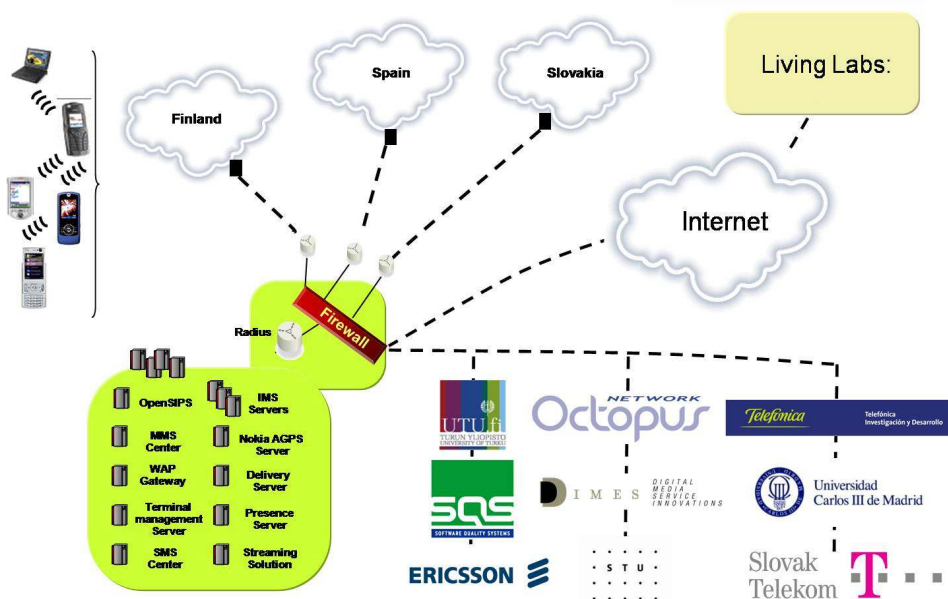 Finland
Spain
Slovakia
Living Labs:
Internet
Firewall
Radius
OpenSIPS
IMS
Servers
MMS
Center
Nokia AGPS
Server
WAP
Gateway
Delivery
Server
Terminal
management
Server
Presence
Server
SMS
Center
Streaming
Solution
UTU.fi
TURUN YLIOPISTO
UNIVERSITY OF TURKU
NETWORK
Octopus
Telefónica
Telefónica
Investigación y Desarrollo
SQS
SOFTWARE QUALITY SYSTEMS
DIMES
DIGITAL
MEDIA
SERVICE
INNOVATIONS
Universidad
Carlos III de Madrid
ERICSSON
STU
Slovak
Telekom
T